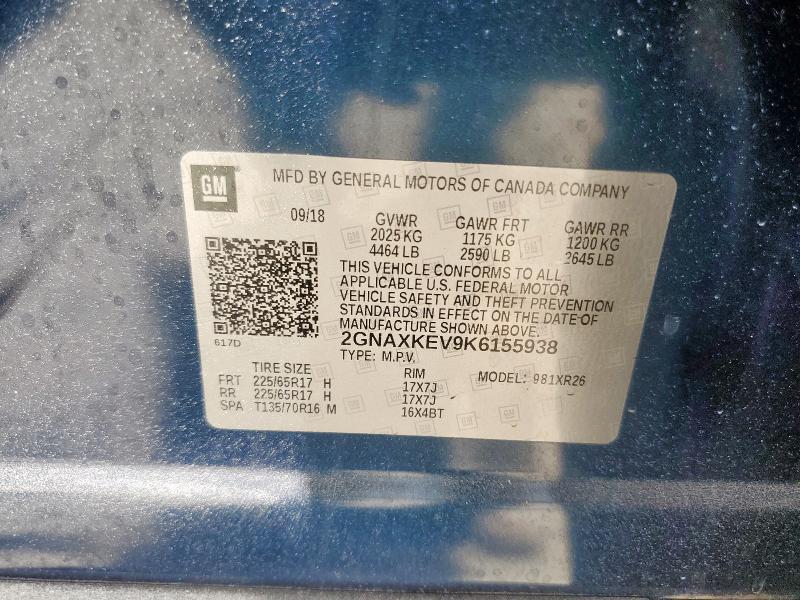 GM
MFD BY GENERAL MOTORS OF CANADA COMPANY
09/18 GVWR GAWR FRT GAWR RR
2025 KG 1175 KG 1200 KG
4464 LB 2590 LB 2645 LB
THIS VEHICLE CONFORMS TO ALL
APPLICABLE U.S. FEDERAL MOTOR
VEHICLE SAFETY AND THEFT PREVENTION
STANDARDS IN EFFECT ON THE DATE OF
MANUFACTURE SHOWN ABOVE.
617D
2GNAXKEV9K6155938
TYPE: M.P.V.
TIRE SIZE RIM MODEL: 981XR26
FRT 225/65R17 H 17X7J
RR 225/65R17 H 17X7J
SPA T135/70R16 M 16X4BT